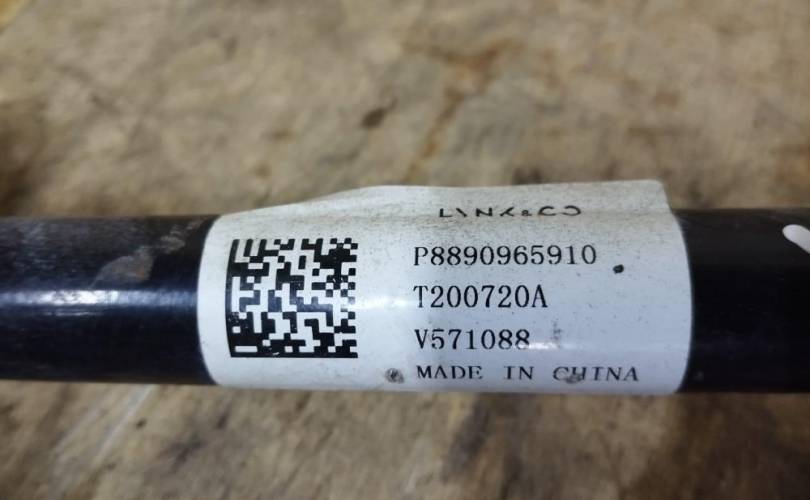 LYNK&CO
P8890965910
T200720A
V571088
MADE IN CHINA